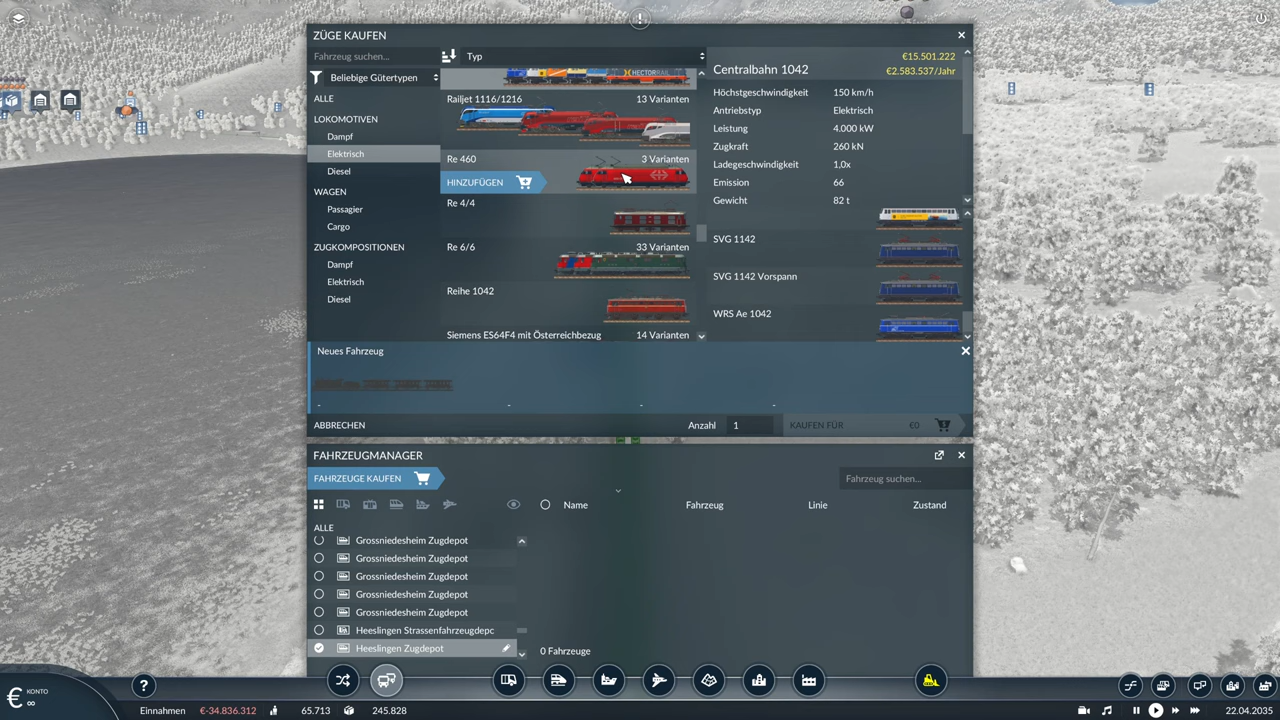 ZÜGE KAUFEN
Fahrzeug suchen...
Typ
Beliebige Gütertypen
ALLE
LOKOMOTIVEN
Dampf
Elektrisch
Diesel
WAGEN
Passagier
Cargo
ZUGKOMPOSITIONEN
Dampf
Elektrisch
Diesel
HECTORRAIL
Railjet 1116/1216 13 Varianten
Re 460 3 Varianten
HINZUFÜGEN
Re 4/4
Re 6/6 33 Varianten
Reihe 1042
Siemens ES64F4 mit Österreichbezug 14 Varianten
€15.501.222
Centralbahn 1042 €2.583.537/Jahr
Höchstgeschwindigkeit 150 km/h
Antriebstyp Elektrisch
Leistung 4.000 kW
Zugkraft 260 kN
Ladegeschwindigkeit 1,0x
Emission 66
Gewicht 82 t
SVG 1142
SVG 1142 Vorspann
WRS Ae 1042
Neues Fahrzeug
- - - -
ABBRECHEN Anzahl 1 KAUFEN FÜR €0
FAHRZEUGMANAGER
FAHRZEUGE KAUFEN Fahrzeug suchen...
Name Fahrzeug Linie Zustand
ALLE
Grossniedesheim Zugdepot
Grossniedesheim Zugdepot
Grossniedesheim Zugdepot
Grossniedesheim Zugdepot
Grossniedesheim Zugdepot
Heeslingen Strassenfahrzeugdepc
Heeslingen Zugdepot 0 Fahrzeuge
€ KONTO ∞
?
Einnahmen €-34.836.312 65.713 245.828 22.04.2035